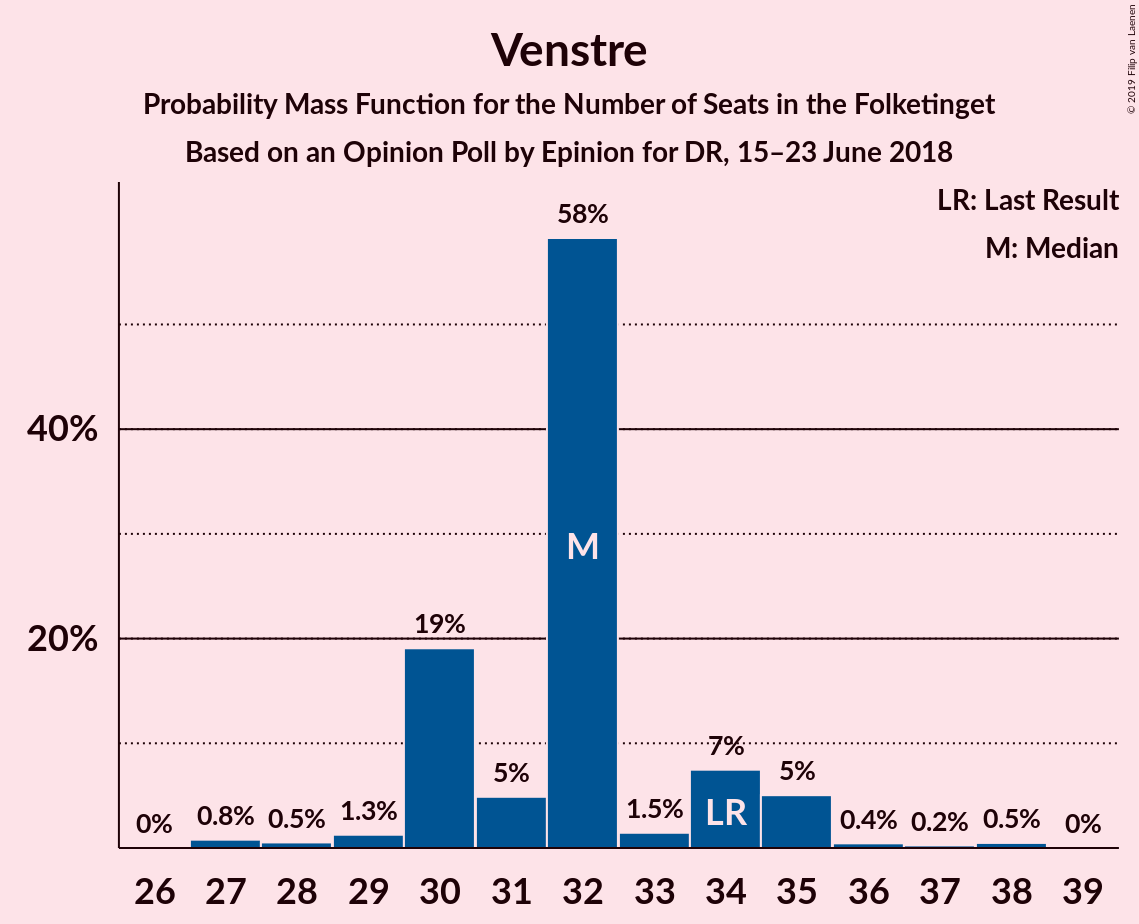 Venstre
Probability Mass Function for the Number of Seats in the Folketinget
Based on an Opinion Poll by Epinion for DR, 15–23 June 2018
© 2019 Filip van Laenen
LR: Last Result
M: Median
58%
40%
M
19%
20%
7%
5%
5%
LR
1.3%
1.5%
0%
0.8%
0.5%
0.4%
0.2%
0.5%
0%
26 27 28 29 30 31 32 33 34 35 36 37 38 39